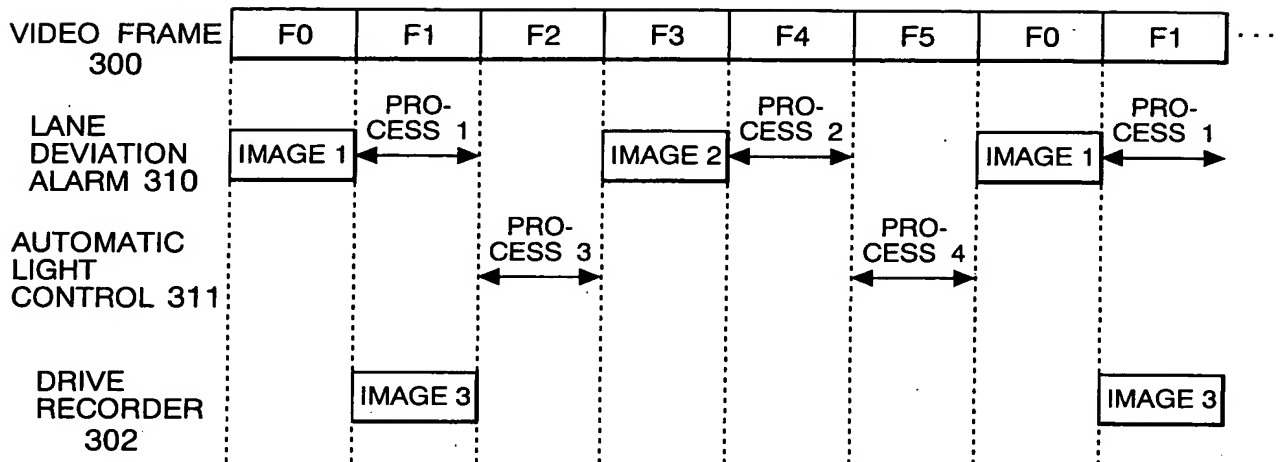 VIDEO FRAME 300 F0 F1 F2 F3 F4 F5 F0 F1 ...
LANE DEVIATION ALARM 310
IMAGE 1
PRO-
CESS 1
IMAGE 2
PRO-
CESS 2
IMAGE 1
PRO-
CESS 1
AUTOMATIC
LIGHT
CONTROL 311
PRO-
CESS 3
PRO-
CESS 4
DRIVE
RECORDER
302
IMAGE 3
IMAGE 3